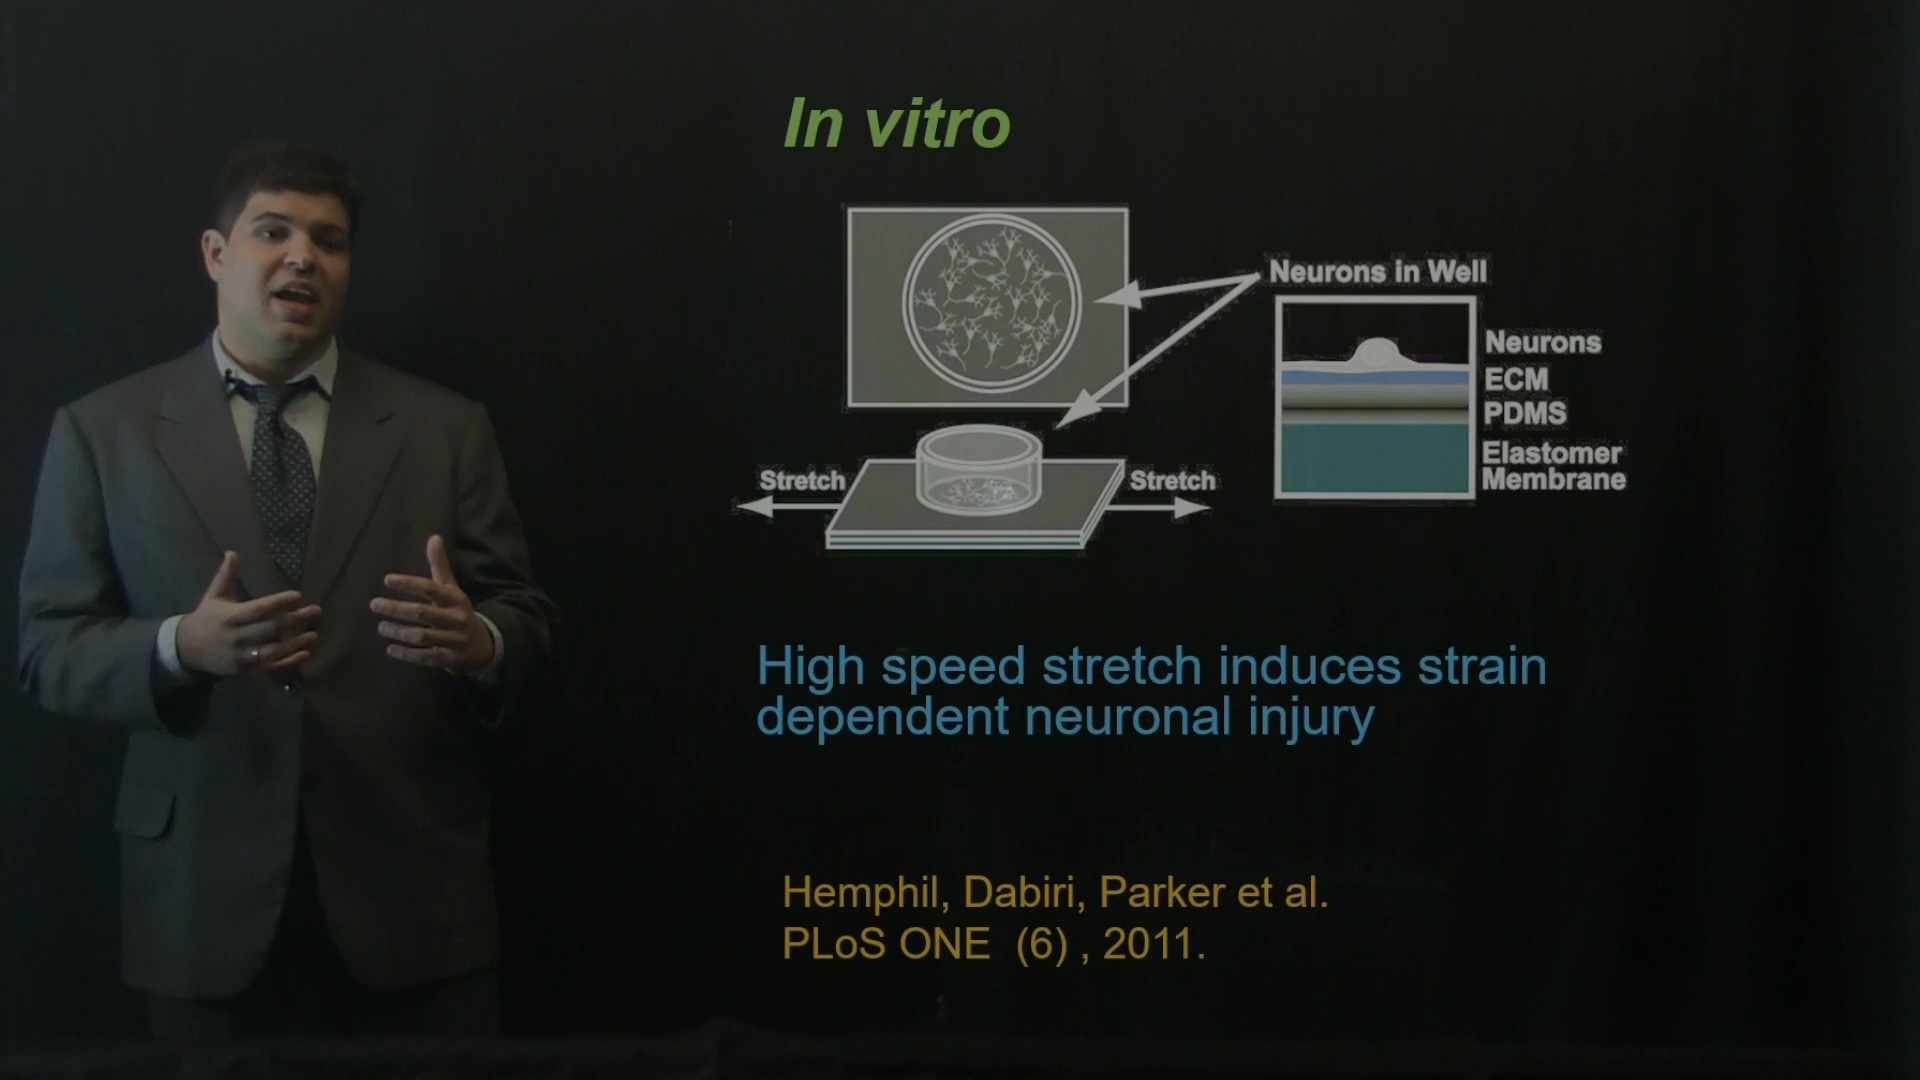 In vitro
Neurons in Well
Neurons
ECM
PDMS
Elastomer
Membrane
Stretch
Stretch
High speed stretch induces strain
dependent neuronal injury
Hemphil, Dabiri, Parker et al.
PLoS ONE (6) , 2011.